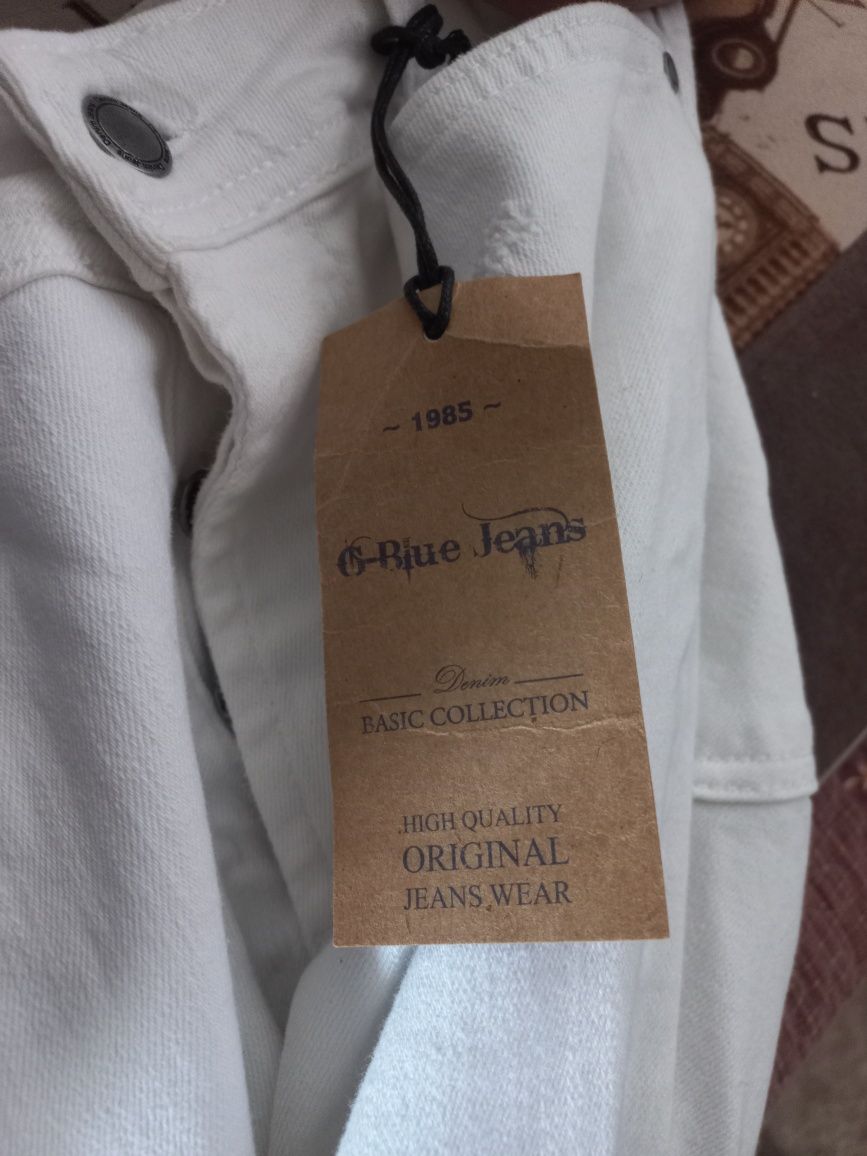 ~ 1985 ~
G-Blue Jeans
Denim
BASIC COLLECTION
HIGH QUALITY
ORIGINAL
JEANS WEAR
S